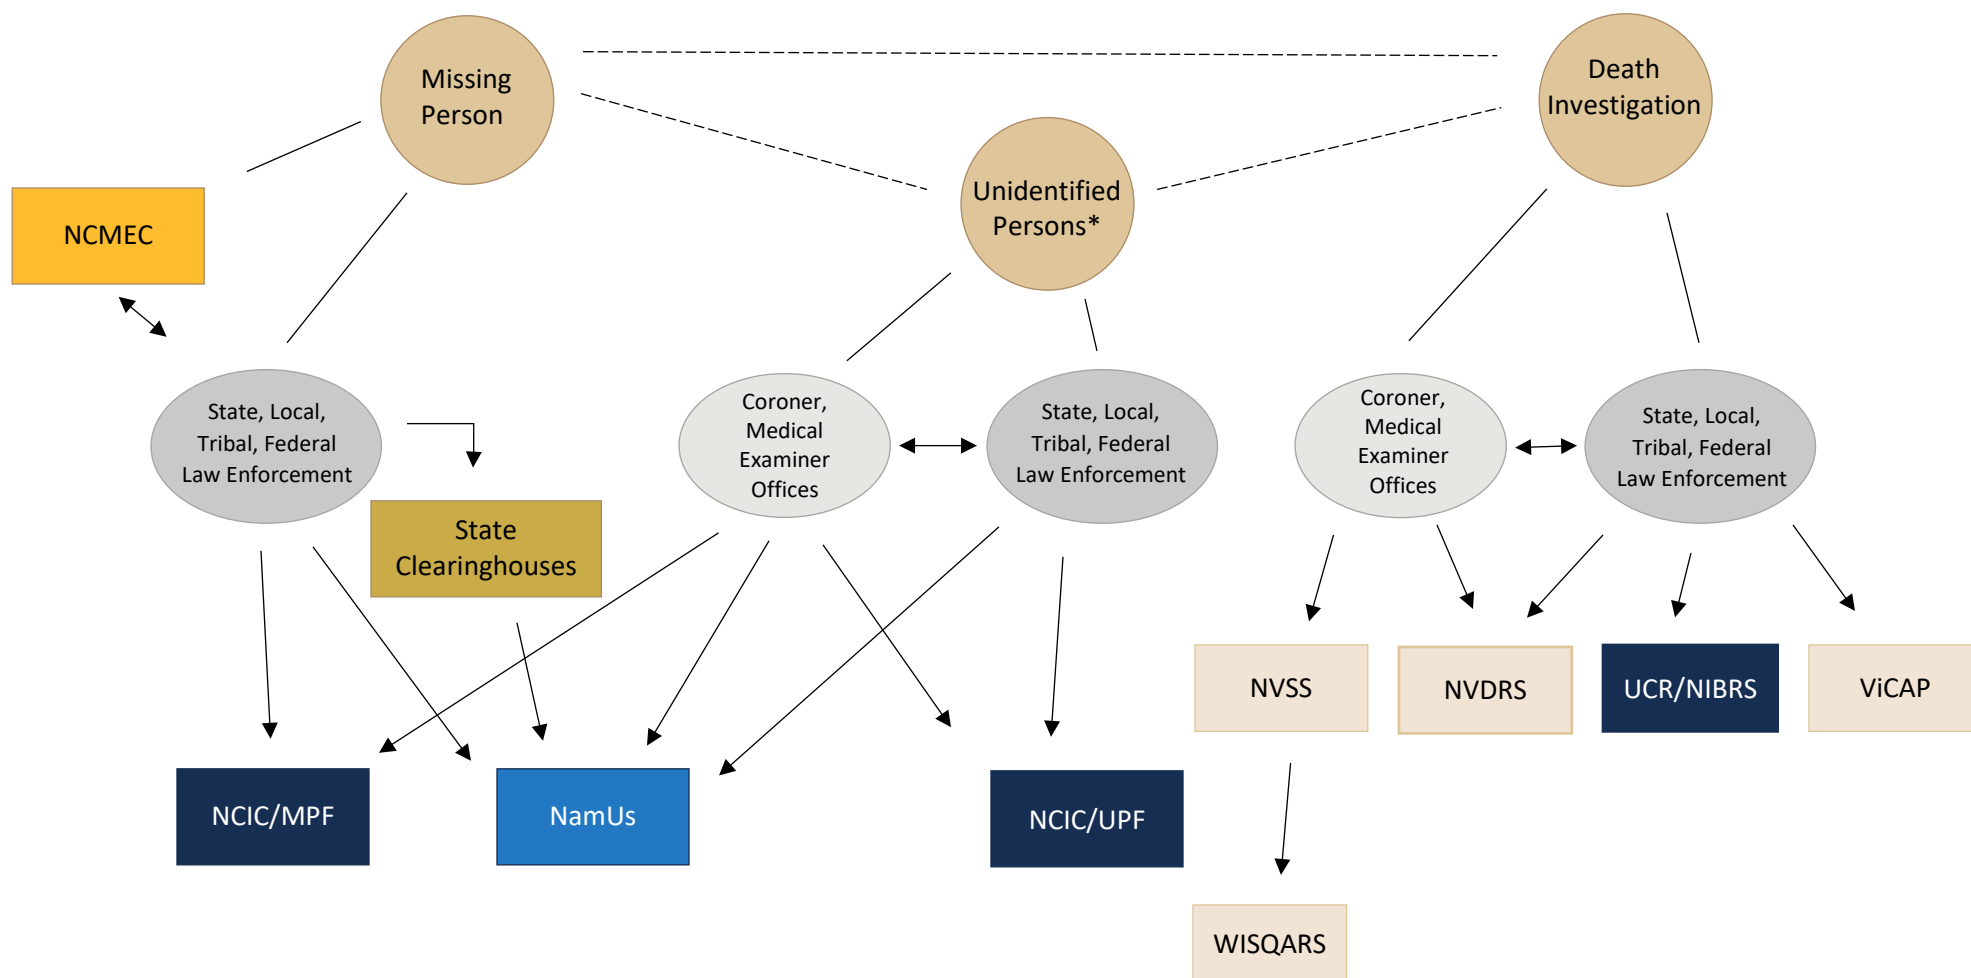 Missing
Person
Death
Investigation
Unidentified
Persons*
NCMEC
State, Local,
Tribal, Federal
Law Enforcement
Coroner,
Medical
Examiner
Offices
State, Local,
Tribal, Federal
Law Enforcement
Coroner,
Medical
Examiner
Offices
State, Local,
Tribal, Federal
Law Enforcement
State
Clearinghouses
NVSS
NVDRS
UCR/NIBRS
ViCAP
NCIC/MPF
NamUs
NCIC/UPF
WISQARS